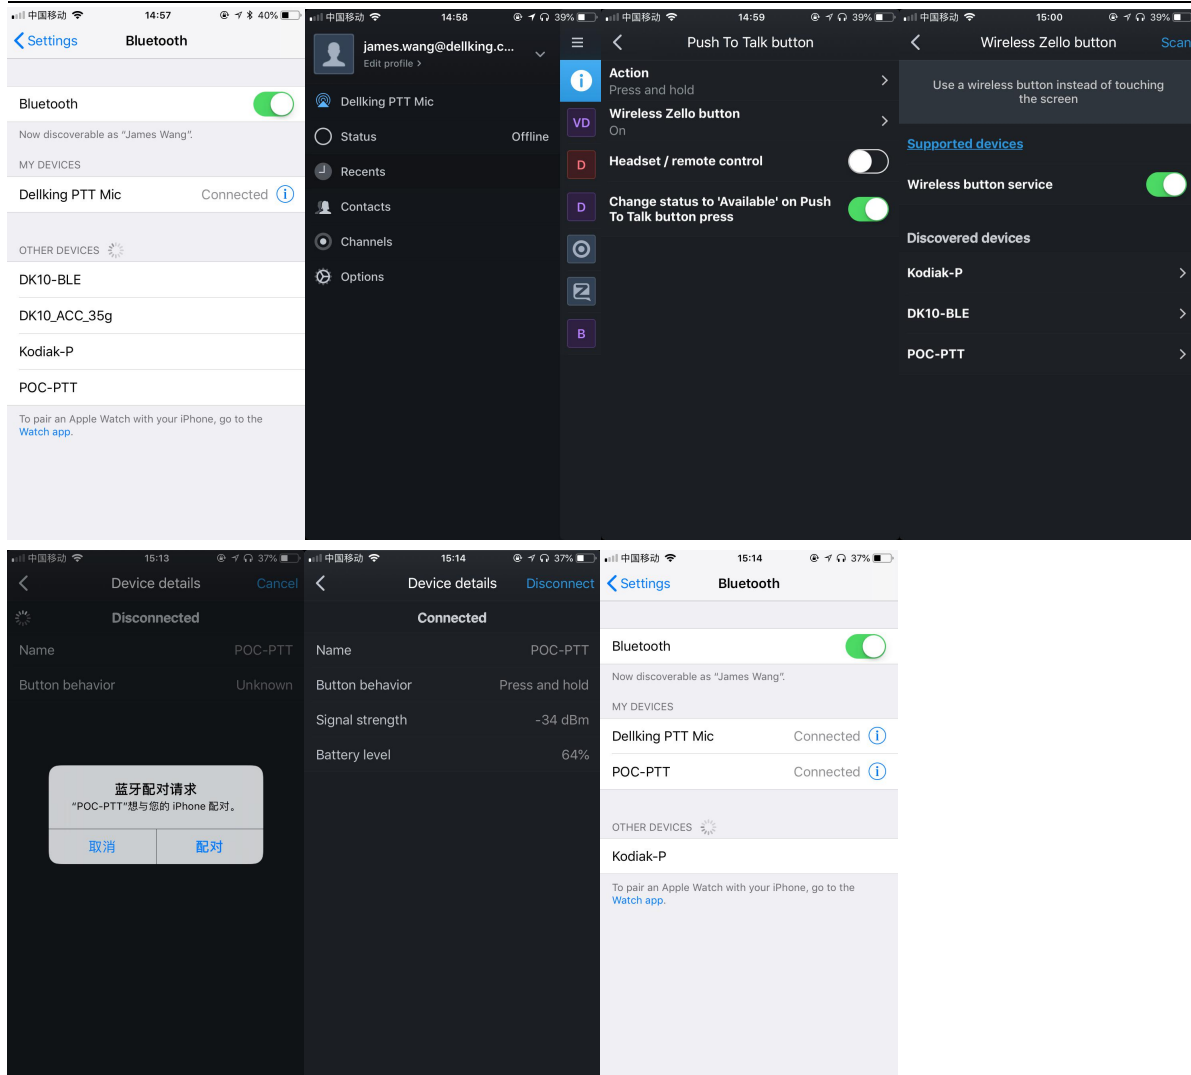 中国移动 14:57 40%
Settings Bluetooth
Bluetooth
Now discoverable as “James Wang”.
MY DEVICES
Dellking PTT Mic Connected i
OTHER DEVICES
DK10-BLE
DK10_ACC_35g
Kodiak-P
POC-PTT
To pair an Apple Watch with your iPhone, go to the
Watch app.
中国移动 14:58 39%
james.wang@dellking.c...
Edit profile >
Dellking PTT Mic
Status Offline
Recents
Contacts
Channels
Options
中国移动 14:59 39%
Push To Talk button
i
VD
D
D
Z
B
Action
Press and hold
Wireless Zello button
On
Headset / remote control
Change status to 'Available' on Push
To Talk button press
中国移动 15:00 39%
Wireless Zello button Scan
Use a wireless button instead of touching
the screen
Supported devices
Wireless button service
Discovered devices
Kodiak-P
DK10-BLE
POC-PTT
中国移动 15:13 37%
Device details Cancel
Disconnected
Name POC-PTT
Button behavior Unknown
蓝牙配对请求
“POC-PTT”想与您的 iPhone 配对。
取消 配对
中国移动 15:14 37%
Device details Disconnect
Connected
Name POC-PTT
Button behavior Press and hold
Signal strength -34 dBm
Battery level 64%
中国移动 15:14 37%
Settings Bluetooth
Bluetooth
Now discoverable as “James Wang”.
MY DEVICES
Dellking PTT Mic Connected i
POC-PTT Connected i
OTHER DEVICES
Kodiak-P
To pair an Apple Watch with your iPhone, go to the
Watch app.